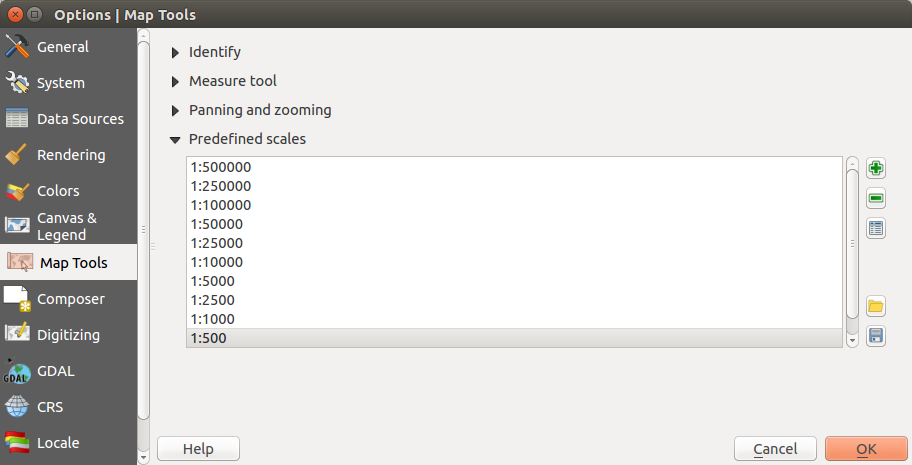 Options | Map Tools
General
System
Data Sources
Rendering
Colors
Canvas &
Legend
Map Tools
Composer
Digitizing
GDAL
GDAL
CRS
Locale
Identify
Measure tool
Panning and zooming
Predefined scales
1:500000
1:250000
1:100000
1:50000
1:25000
1:10000
1:5000
1:2500
1:1000
1:500
Help
Cancel
OK